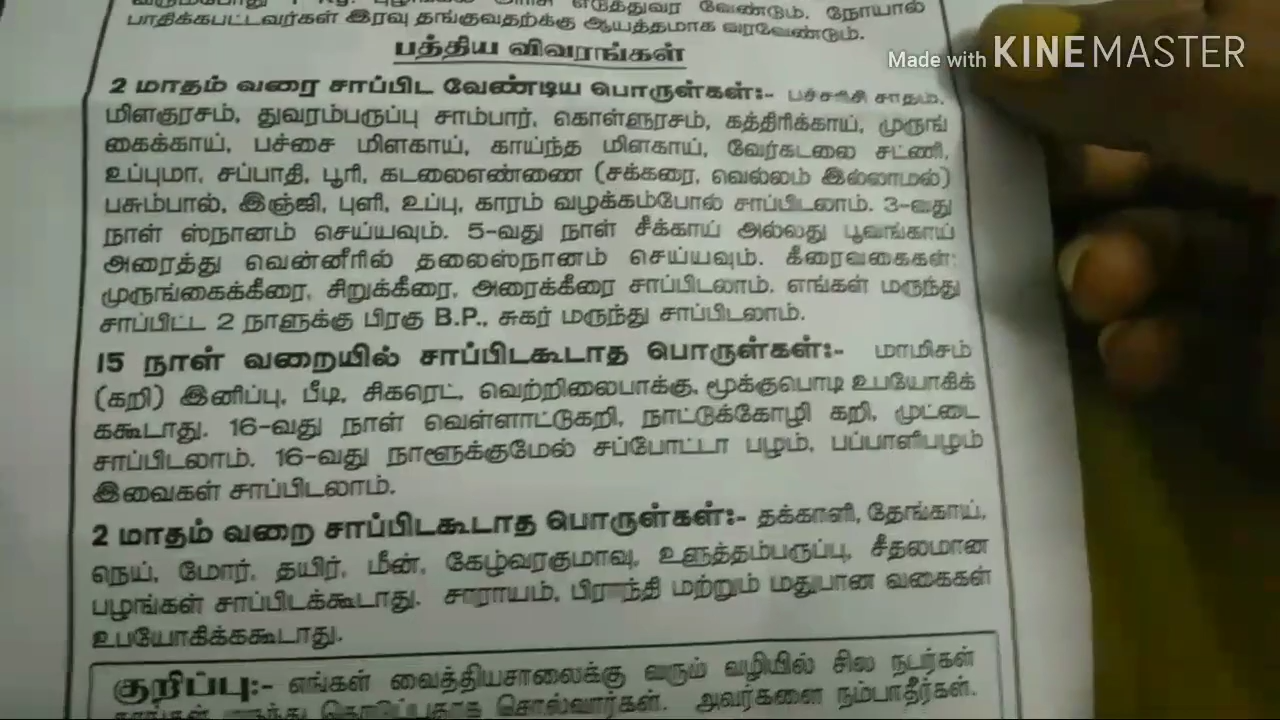 Made with KINEMASTER
பாதிக்கபட்டவர்கள் இரவு தங்குவதற்க்கு ஆயத்தமாக வரவேண்டும்.
பத்திய விவரங்கள்
2 மாதம் வரை சாப்பிட வேண்டிய பொருள்கள்:- பச்சரிசி சாதம்,
மிளகுரசம், துவரம்பருப்பு சாம்பார், கொள்ளுரசம், கத்திரிக்காய், முருங்
கைக்காய், பச்சை மிளகாய், காய்ந்த மிளகாய், வேர்கடலை சட்ணி,
உப்புமா, சப்பாதி, பூரி, கடலைஎண்ணை (சக்கரை, வெல்லம் இல்லாமல்)
பசும்பால், இஞ்ஜி, புளி, உப்பு, காரம் வழக்கம்போல் சாப்பிடலாம். 3-வது
நாள் ஸ்நானம் செய்யவும். 5-வது நாள் சீக்காய் அல்லது பூவங்காய்
அரைத்து வென்னீரில் தலைஸ்நானம் செய்யவும். கீரைவகைகள்:
முருங்கைக்கீரை, சிறுக்கீரை, அரைக்கீரை சாப்பிடலாம். எங்கள் மருந்து
சாப்பிட்ட 2 நாளுக்கு பிரகு B.P., சுகர் மருந்து சாப்பிடலாம்.
15 நாள் வறையில் சாப்பிடகூடாத பொருள்கள்:- மாமிசம்
(கறி) இனிப்பு, பீடி, சிகரெட், வெற்றிலைபாக்கு, மூக்குபொடி உபயோகிக்
ககூடாது. 16-வது நாள் வெள்ளாட்டுகறி, நாட்டுக்கோழி கறி, முட்டை
சாப்பிடலாம். 16-வது நாளூக்குமேல் சப்போட்டா பழம், பப்பாளிபழம்
இவைகள் சாப்பிடலாம்.
2 மாதம் வறை சாப்பிடகூடாத பொருள்கள்:- தக்காளி, தேங்காய்,
நெய், மோர், தயிர், மீன், கேழ்வரகுமாவு, உளுத்தம்பருப்பு, சீதலமான
பழங்கள் சாப்பிடக்கூடாது. சாராயம், பிராந்தி மற்றும் மதுபான வகைகள்
உபயோகிக்ககூடாது.
குறிப்பு:- எங்கள் வைத்தியசாலைக்கு வரும் வழியில் சில நடர்கள்
சொல்வார்கள். அவர்களை நம்பாதீர்கள்.